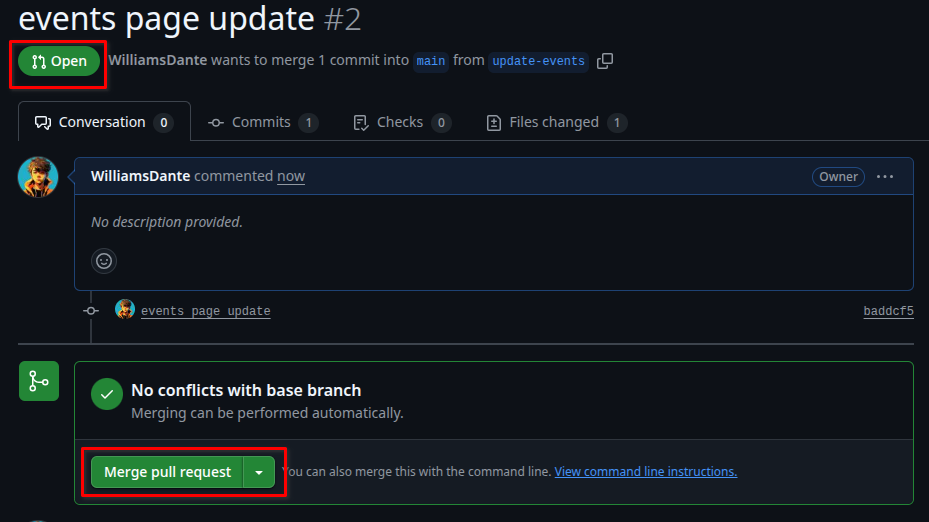 events page update #2
Open WilliamsDante wants to merge 1 commit into main from update-events
Conversation 0 Commits 1 Checks 0 Files changed 1
WilliamsDante commented now Owner
No description provided.
events page update baddcf5
No conflicts with base branch
Merging can be performed automatically.
Merge pull request You can also merge this with the command line. View command line instructions.